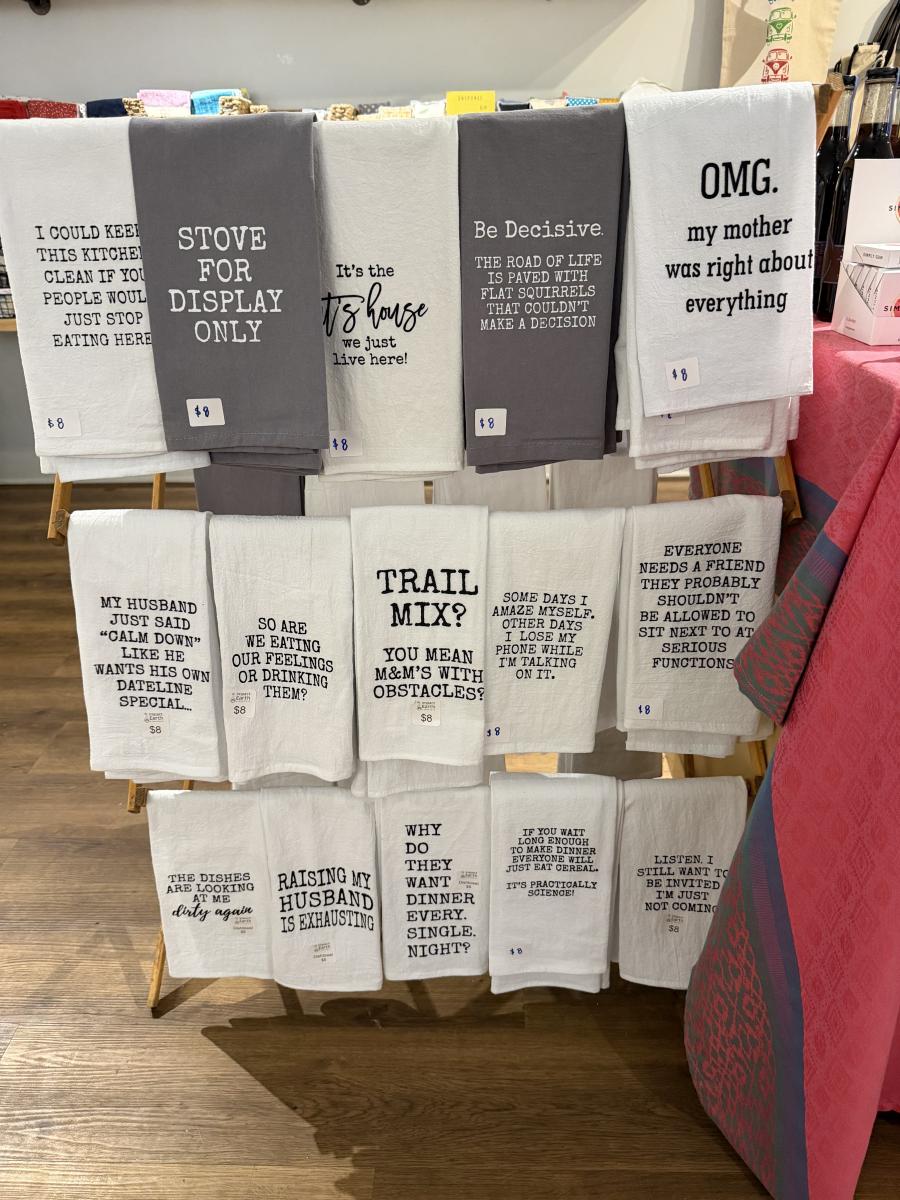 I COULD KEEP
THIS KITCHEN
CLEAN IF YOU
PEOPLE WOUL
JUST STOP
EATING HERE
$8
STOVE
FOR
DISPLAY
ONLY
$8
It's the
t's house
we just
live here!
$8
Be Decisive.
THE ROAD OF LIFE
IS PAVED WITH
FLAT SQUIRRELS
THAT COULDN'T
MAKE A DECISION
$8
OMG.
my mother
was right about
everything
$8
MY HUSBAND
JUST SAID
“CALM DOWN”
LIKE HE
WANTS HIS OWN
DATELINE
SPECIAL...
Earth
$8
SO ARE
WE EATING
OUR FEELINGS
OR DRINKING
THEM?
Earth
$8
TRAIL
MIX?
YOU MEAN
M&M'S WITH
OBSTACLES?
Earth
$8
SOME DAYS I
AMAZE MYSELF.
OTHER DAYS
I LOSE MY
PHONE WHILE
I'M TALKING
ON IT.
$8
EVERYONE
NEEDS A FRIEND
THEY PROBABLY
SHOULDN'T
BE ALLOWED TO
SIT NEXT TO AT
SERIOUS
FUNCTIONS
$8
THE DISHES
ARE LOOKING
AT ME
dirty again
RAISING MY
HUSBAND
IS EXHAUSTING
$8
WHY
DO
THEY
WANT
DINNER
EVERY.
SINGLE.
NIGHT?
IF YOU WAIT
LONG ENOUGH
TO MAKE DINNER
EVERYONE WILL
JUST EAT CEREAL.
IT'S PRACTICALLY
SCIENCE!
$8
LISTEN, I
STILL WANT TO
BE INVITED
I'M JUST
NOT COMING
Earth
$8